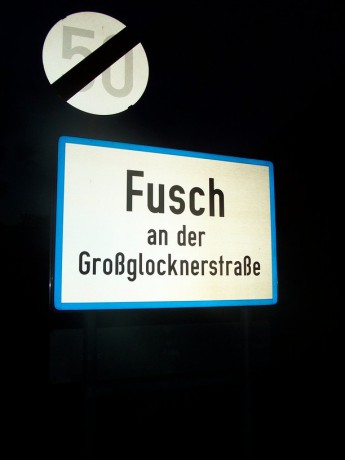 50
Fusch
an der
Großglocknerstraße